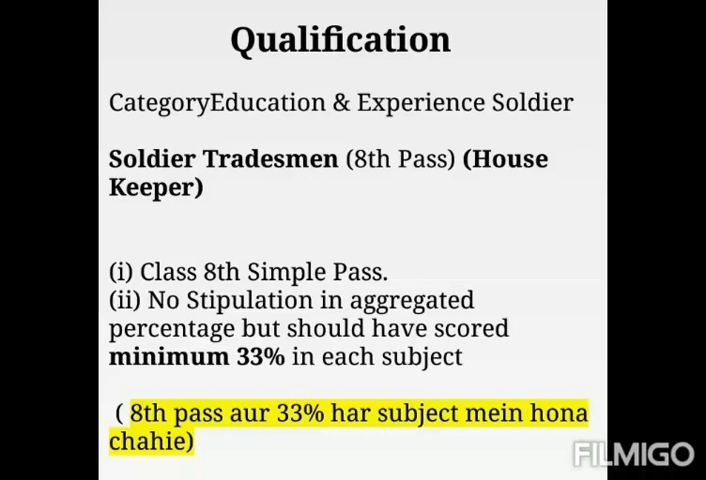 Qualification
CategoryEducation & Experience Soldier
Soldier Tradesmen (8th Pass) (House
Keeper)
(i) Class 8th Simple Pass.
(ii) No Stipulation in aggregated
percentage but should have scored
minimum 33% in each subject
( 8th pass aur 33% har subject mein hona
chahie)
FILMIGO